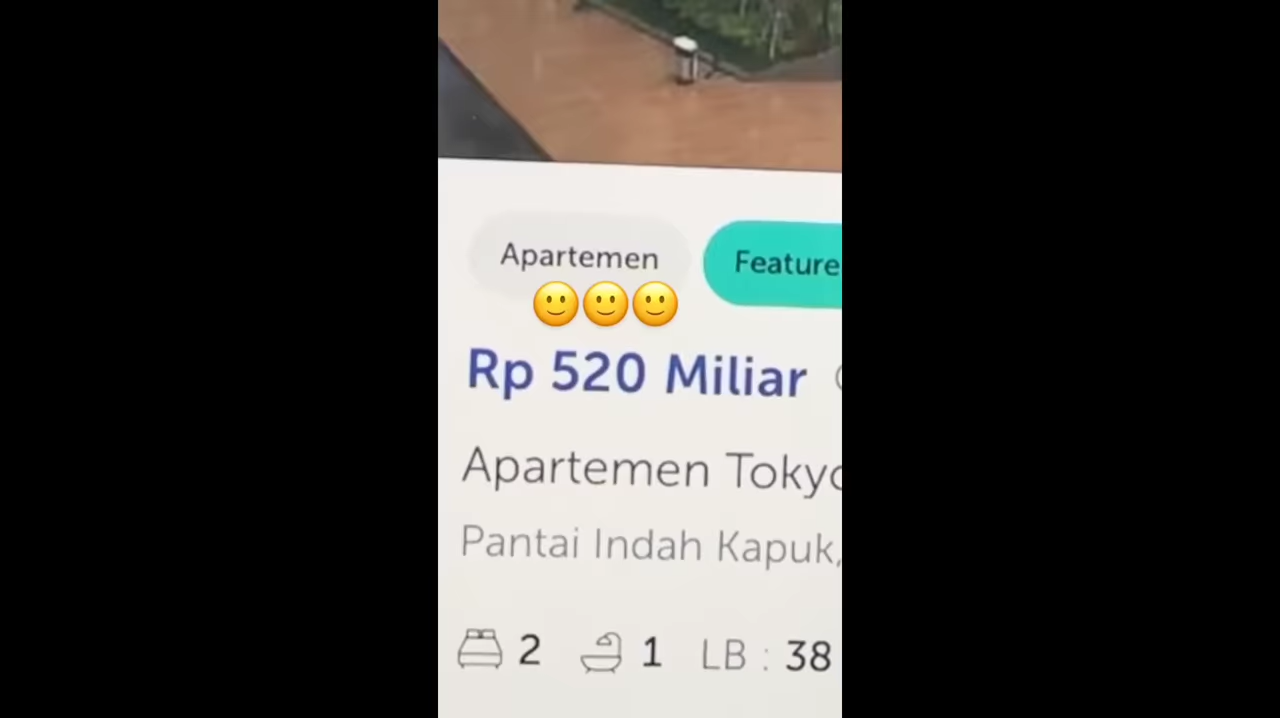 Apartemen Feature
🙂🙂🙂
Rp 520 Miliar
Apartemen Tokyo
Pantai Indah Kapuk,
2 1 LB : 38